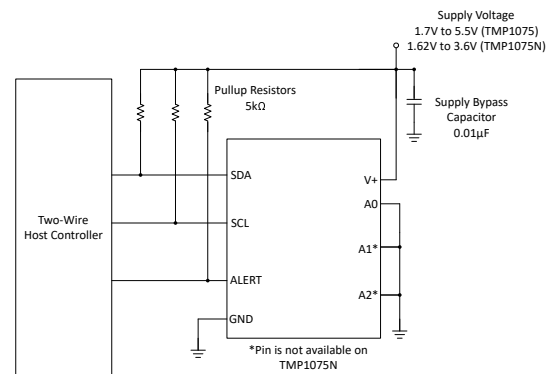 Supply Voltage
1.7V to 5.5V (TMP1075)
1.62V to 3.6V (TMP1075N)
Pullup Resistors
5kΩ
Supply Bypass
Capacitor
0.01µF
Two-Wire
Host Controller
SDA
SCL
ALERT
GND
V+
A0
A1*
A2*
*Pin is not available on
TMP1075N